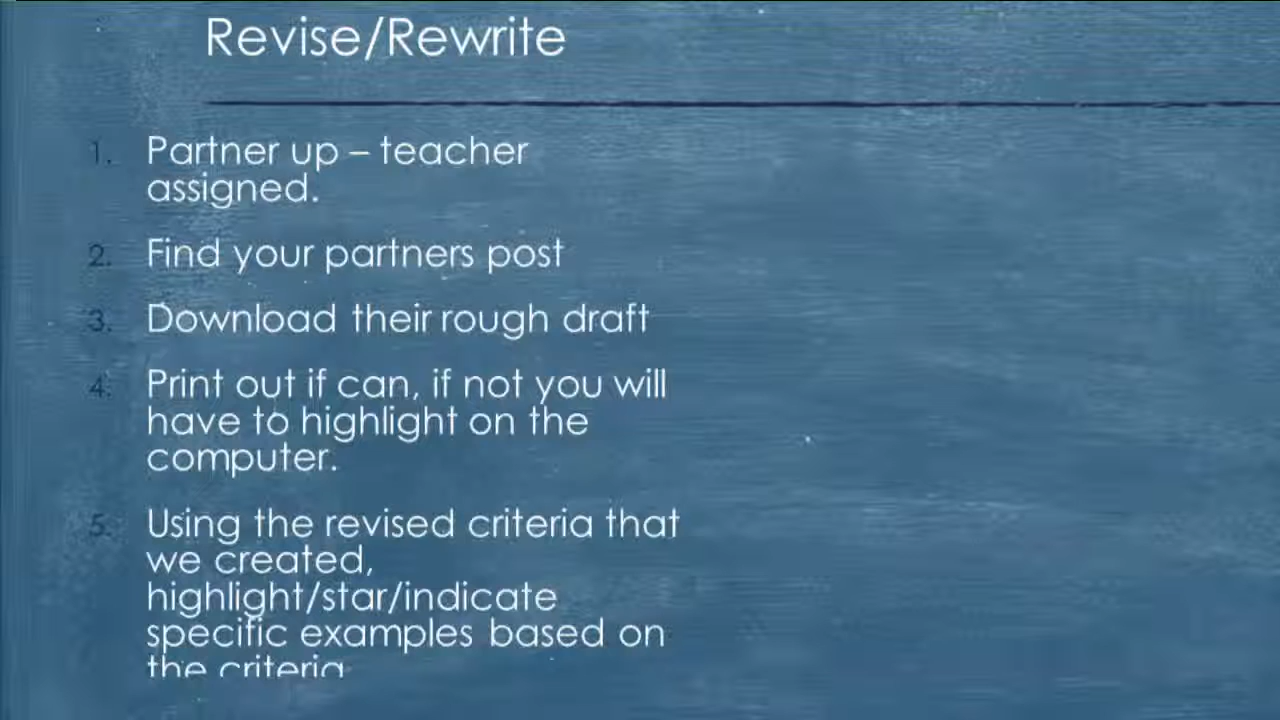 Revise/Rewrite
1. Partner up – teacher
assigned.
2. Find your partners post
3. Download their rough draft
4. Print out if can, if not you will
have to highlight on the
computer.
5. Using the revised criteria that
we created,
highlight/star/indicate
specific examples based on
the criteria